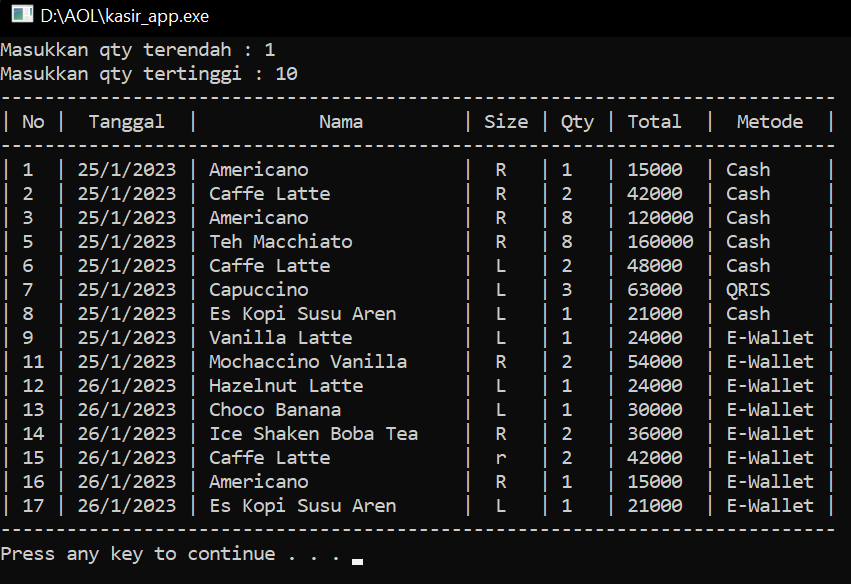 D:\AOL\kasir_app.exe
Masukkan qty terendah : 1
Masukkan qty tertinggi : 10
--------------------------------------------------------------------------
| No |  Tanggal  |           Nama         | Size | Qty | Total  |  Metode  |
--------------------------------------------------------------------------
| 1  | 25/1/2023 | Americano              |  R   | 1   | 15000  | Cash     |
| 2  | 25/1/2023 | Caffe Latte            |  R   | 2   | 42000  | Cash     |
| 3  | 25/1/2023 | Americano              |  R   | 8   | 120000 | Cash     |
| 5  | 25/1/2023 | Teh Macchiato          |  R   | 8   | 160000 | Cash     |
| 6  | 25/1/2023 | Caffe Latte            |  L   | 2   | 48000  | Cash     |
| 7  | 25/1/2023 | Capuccino              |  L   | 3   | 63000  | QRIS     |
| 8  | 25/1/2023 | Es Kopi Susu Aren      |  L   | 1   | 21000  | Cash     |
| 9  | 25/1/2023 | Vanilla Latte          |  L   | 1   | 24000  | E-Wallet |
| 11 | 25/1/2023 | Mochaccino Vanilla     |  R   | 2   | 54000  | E-Wallet |
| 12 | 26/1/2023 | Hazelnut Latte         |  L   | 1   | 24000  | E-Wallet |
| 13 | 26/1/2023 | Choco Banana           |  L   | 1   | 30000  | E-Wallet |
| 14 | 26/1/2023 | Ice Shaken Boba Tea    |  R   | 2   | 36000  | E-Wallet |
| 15 | 26/1/2023 | Caffe Latte            |  r   | 2   | 42000  | E-Wallet |
| 16 | 26/1/2023 | Americano              |  R   | 1   | 15000  | E-Wallet |
| 17 | 26/1/2023 | Es Kopi Susu Aren      |  L   | 1   | 21000  | E-Wallet |
--------------------------------------------------------------------------
Press any key to continue . . .